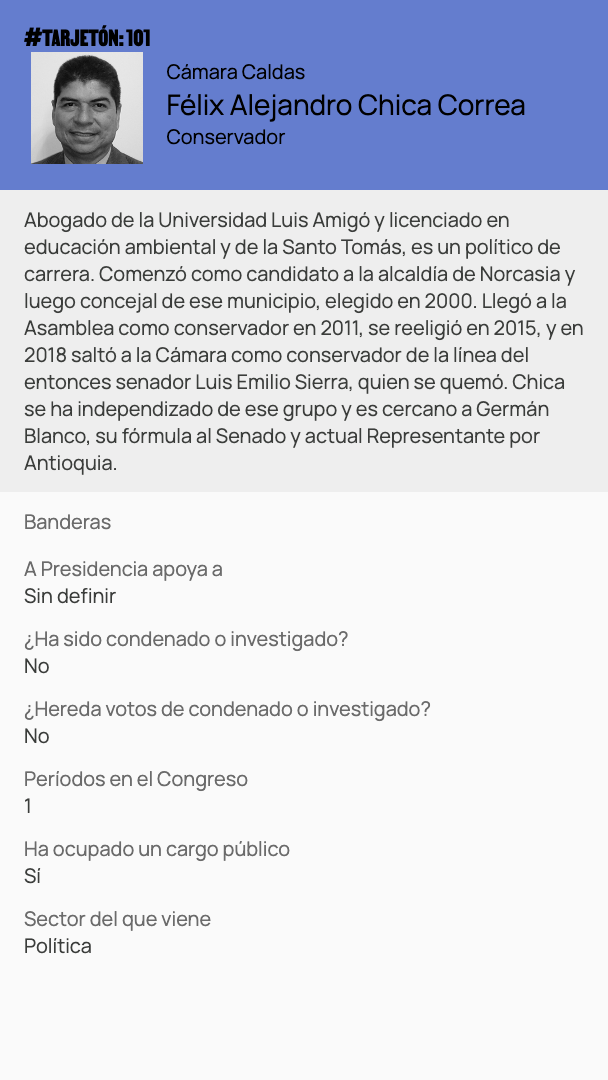 #TARJETÓN: 101
Cámara Caldas
Félix Alejandro Chica Correa
Conservador
Abogado de la Universidad Luis Amigó y licenciado en
educación ambiental y de la Santo Tomás, es un político de
carrera. Comenzó como candidato a la alcaldía de Norcasia y
luego concejal de ese municipio, elegido en 2000. Llegó a la
Asamblea como conservador en 2011, se reeligió en 2015, y en
2018 saltó a la Cámara como conservador de la línea del
entonces senador Luis Emilio Sierra, quien se quemó. Chica
se ha independizado de ese grupo y es cercano a Germán
Blanco, su fórmula al Senado y actual Representante por
Antioquia.
Banderas
A Presidencia apoya a
Sin definir
¿Ha sido condenado o investigado?
No
¿Hereda votos de condenado o investigado?
No
Períodos en el Congreso
1
Ha ocupado un cargo público
Sí
Sector del que viene
Política